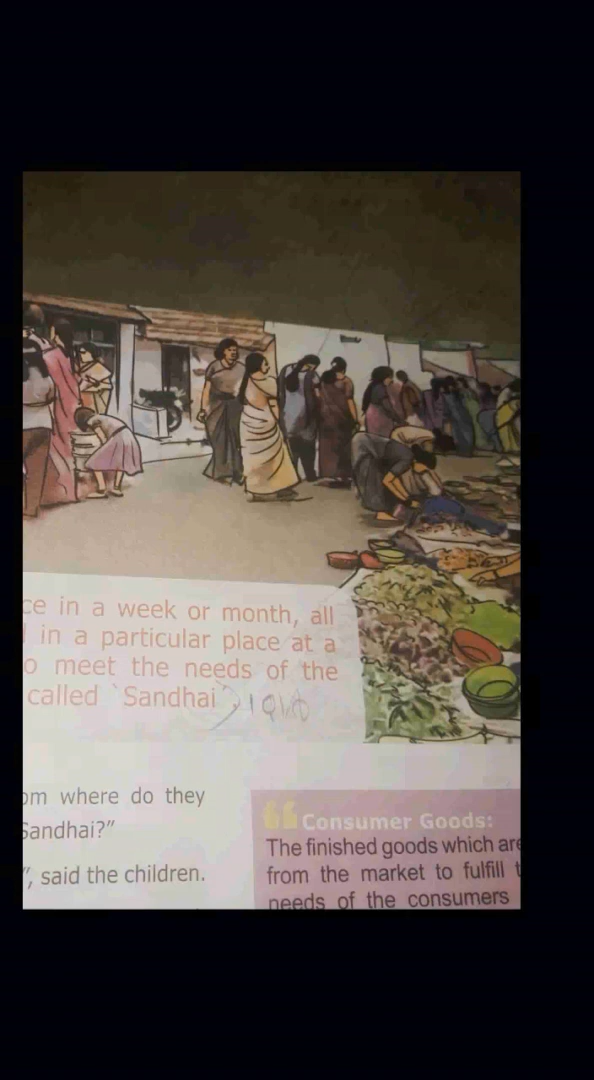 ce in a week or month, all
in a particular place at a
o meet the needs of the
called `Sandhai`
om where do they
Sandhai?”
”, said the children.
Consumer Goods:
The finished goods which are
from the market to fulfill t
needs of the consumers